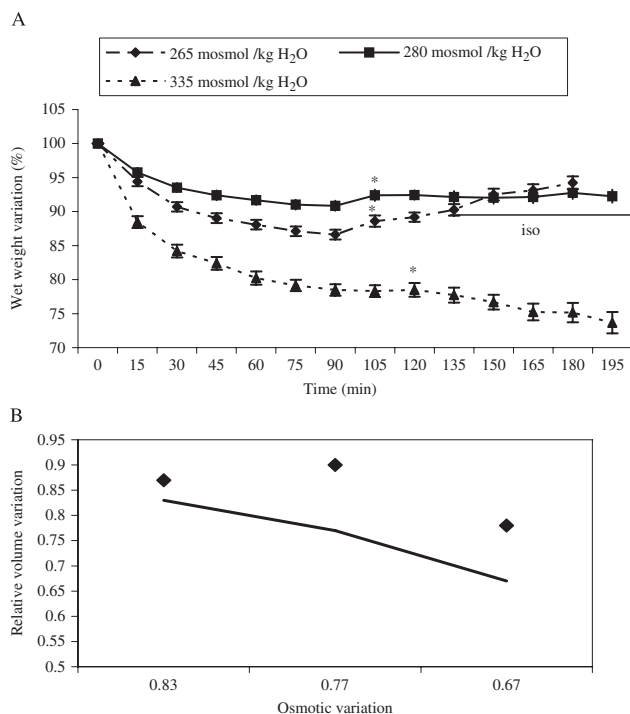 A
265 mosmol /kg H₂O 280 mosmol /kg H₂O
335 mosmol /kg H₂O
Wet weight variation (%)
105
100
95
90
85
80
75
70
*
*
*
iso
0 15 30 45 60 75 90 105 120 135 150 165 180 195
Time (min)
B
Relative volume variation
0.95
0.9
0.85
0.8
0.75
0.7
0.65
0.6
0.55
0.5
0.83 0.77 0.67
Osmotic variation